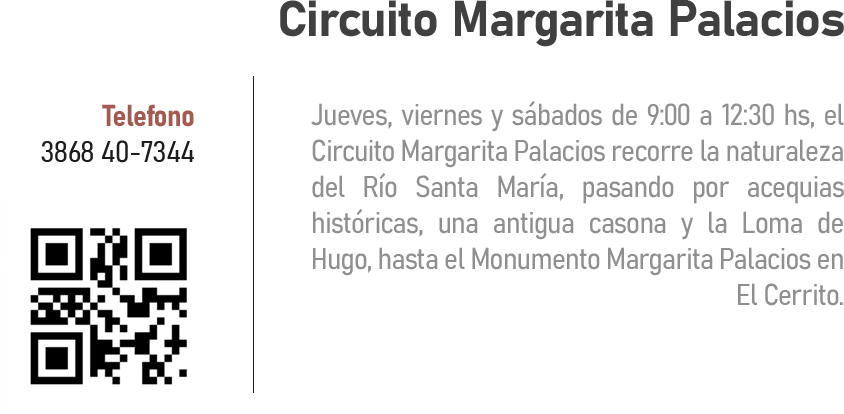 Circuito Margarita Palacios
Telefono
3868 40-7344
Jueves, viernes y sábados de 9:00 a 12:30 hs, el
Circuito Margarita Palacios recorre la naturaleza
del Río Santa María, pasando por acequias
históricas, una antigua casona y la Loma de
Hugo, hasta el Monumento Margarita Palacios en
El Cerrito.